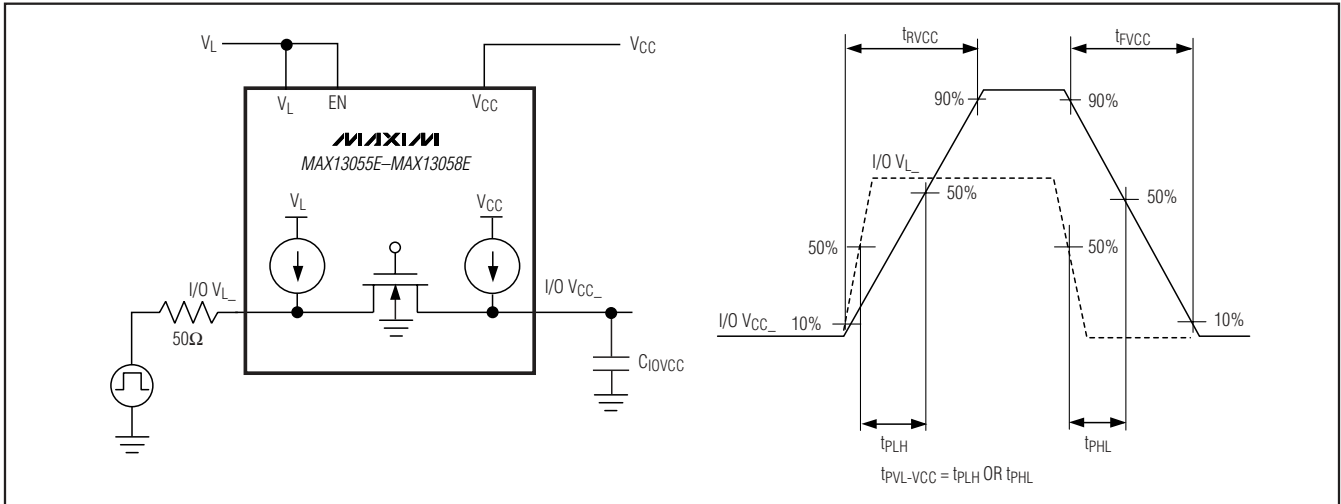 VL
VCC
VL EN VCC
MAXIM
MAX13055E–MAX13058E
VL
VCC
I/O VL_
I/O VCC_
50Ω
CIOVCC
tRVCC
tFVCC
90%
90%
I/O VL_
50%
50%
50%
50%
I/O VCC_
10%
10%
tPLH
tPHL
tPVL-VCC = tPLH OR tPHL